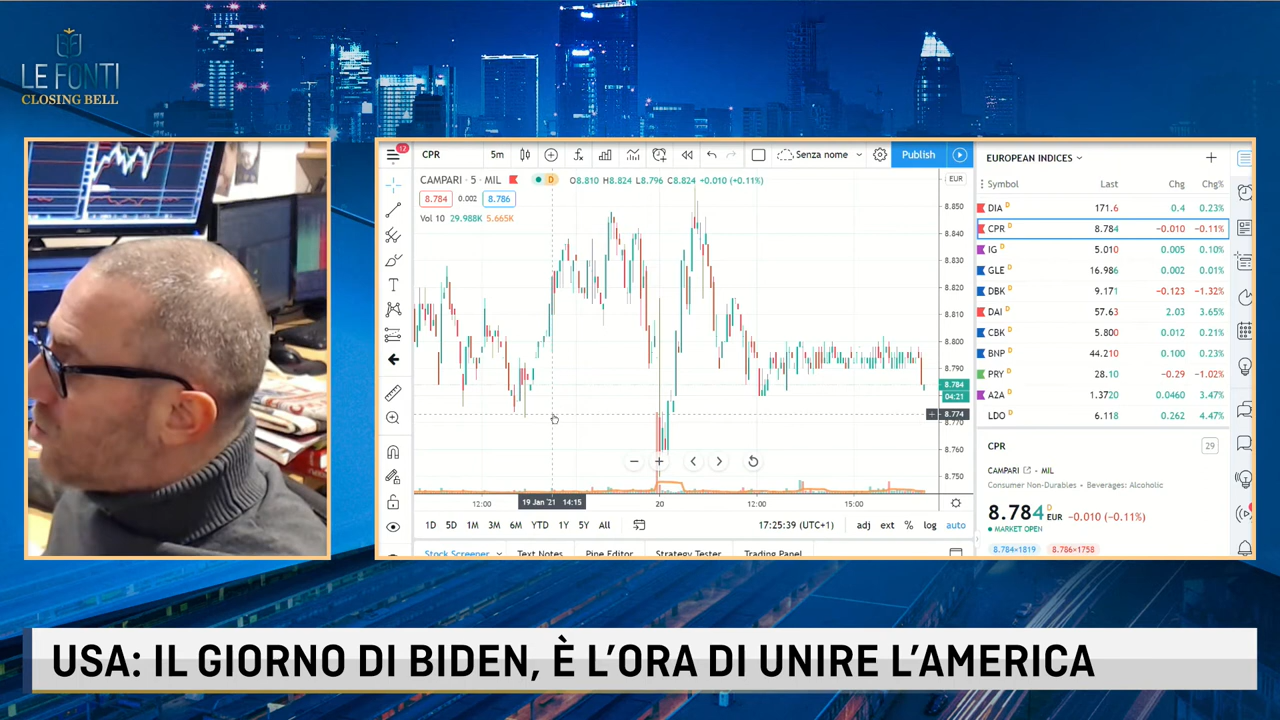 LE FONTI
CLOSING BELL
12
CPR
5m
Senza nome
Publish
CAMPARI · 5 · MIL
D
O8.810 H8.824 L8.796 C8.824 +0.010 (+0.11%)
8.784
0.002
8.786
Vol 10 29.988K 5.665K
EUR
8.850
8.840
8.830
8.820
8.810
8.800
8.790
8.784
04:21
8.774
8.770
8.760
8.750
12:00
19 Jan '21 14:15
20
12:00
15:00
1D 5D 1M 3M 6M YTD 1Y 5Y All
17:25:39 (UTC+1)
adj ext % log auto
Stock Screener
Text Notes
Pine Editor
Strategy Tester
Trading Panel
EUROPEAN INDICES
Symbol Last Chg Chg%
DIA D 171.6 0.4 0.23%
CPR D 8.784 −0.010 −0.11%
IG D 5.010 0.005 0.10%
GLE D 16.986 0.002 0.01%
DBK D 9.171 −0.123 −1.32%
DAI D 57.63 2.03 3.65%
CBK D 5.800 0.012 0.21%
BNP D 44.210 0.100 0.23%
PRY D 28.10 −0.29 −1.02%
A2A D 1.3720 0.0460 3.47%
LDO D 6.118 0.262 4.47%
CPR
29
CAMPARI · MIL
Consumer Non-Durables • Beverages: Alcoholic
8.784 D EUR −0.010 (−0.11%)
MARKET OPEN
8.784×1819 8.786×1758
USA: IL GIORNO DI BIDEN, È L'ORA DI UNIRE L'AMERICA